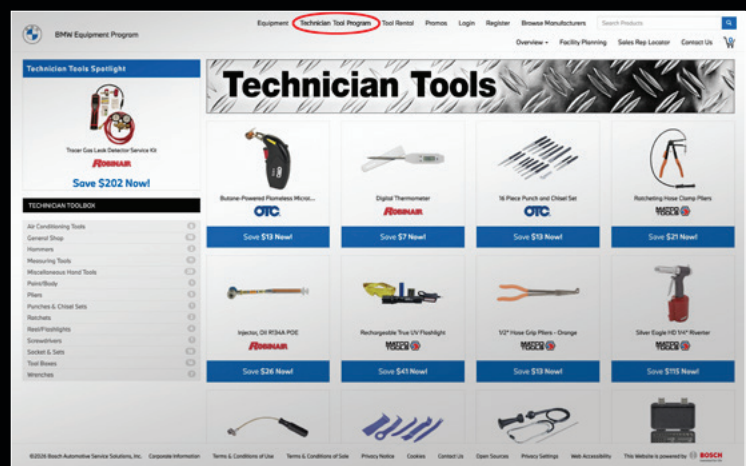 Equipment Technician Tool Program Tool Rental Promos Login Register Browse Manufacturers Search Products
BMW Equipment Program
Overview Facility Planning Sales Rep Locator Contact Us
Technician Tools Spotlight
Tracer Gas Leak Detector Service Kit
ROBINAIR
Save $202 Now!
TECHNICIAN TOOLBOX
Air Conditioning Tools
General Shop
Hammers
Measuring Tools
Miscellaneous Hand Tools
Paint/Body
Pliers
Punches & Chisel Sets
Ratchets
Reel/Flashlights
Screwdrivers
Socket & Sets
Tool Boxes
Wrenches
Technician Tools
Butane-Powered Flameless Microt...
OTC
Save $13 Now!
Digital Thermometer
ROBINAIR
Save $7 Now!
16 Piece Punch and Chisel Set
OTC
Save $13 Now!
Ratcheting Hose Clamp Pliers
MATCO TOOLS
Save $21 Now!
Injector, Oil R134A POE
ROBINAIR
Save $26 Now!
Rechargeable True UV Flashlight
MATCO TOOLS
Save $41 Now!
1/2" Hose Grip Pliers - Orange
MATCO TOOLS
Save $13 Now!
Silver Eagle HD 1/4" Riveter
MATCO TOOLS
Save $115 Now!
©2026 Bosch Automotive Service Solutions, Inc. Corporate Information Terms & Conditions of Use Terms & Conditions of Sale Privacy Notice Cookies Contact Us Open Sources Privacy Settings Web Accessibility This Website is powered by BOSCH